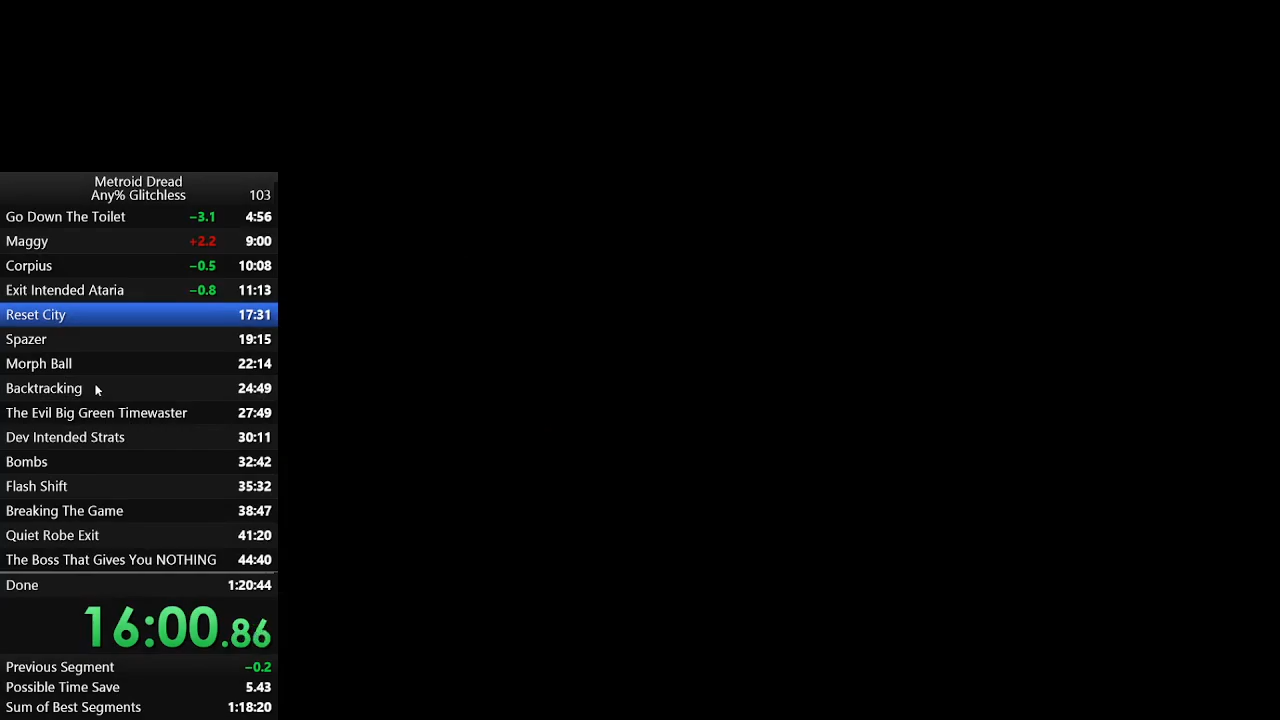 Metroid Dread
Any% Glitchless 103
Go Down The Toilet −3.1 4:56
Maggy +2.2 9:00
Corpius −0.5 10:08
Exit Intended Ataria −0.8 11:13
Reset City 17:31
Spazer 19:15
Morph Ball 22:14
Backtracking 24:49
The Evil Big Green Timewaster 27:49
Dev Intended Strats 30:11
Bombs 32:42
Flash Shift 35:32
Breaking The Game 38:47
Quiet Robe Exit 41:20
The Boss That Gives You NOTHING 44:40
Done 1:20:44
16:00.86
Previous Segment −0.2
Possible Time Save 5.43
Sum of Best Segments 1:18:20